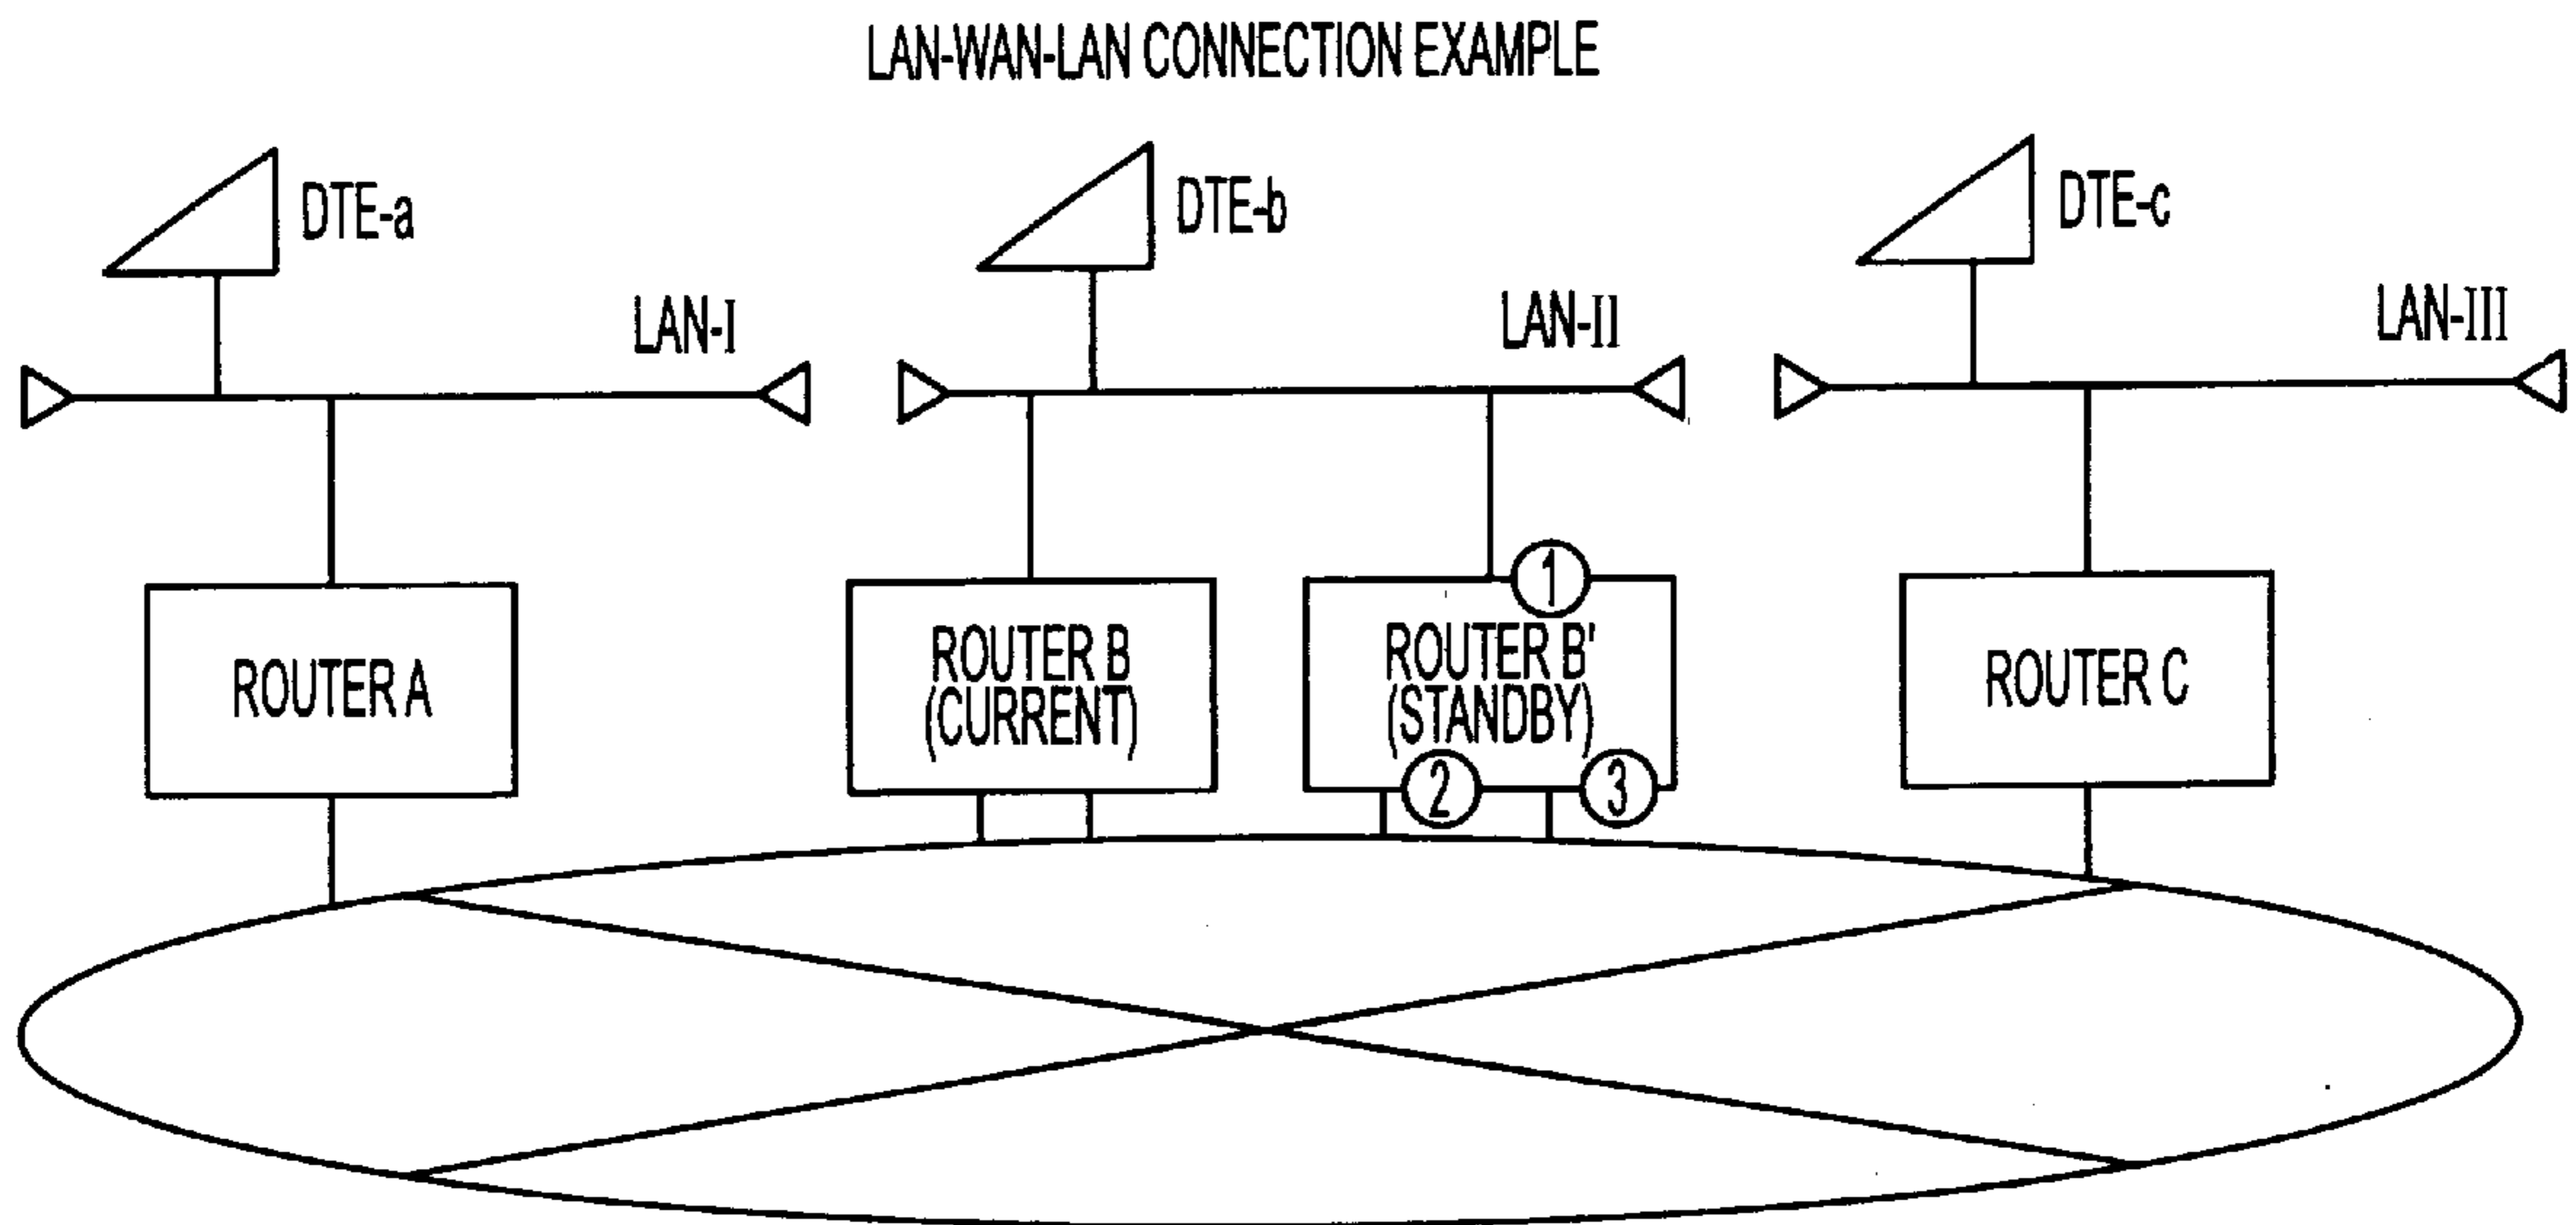 LAN-WAN-LAN CONNECTION EXAMPLE
DTE-a
DTE-b
DTE-c
LAN-I
LAN-II
LAN-III
ROUTER A
ROUTER B
(CURRENT)
1
ROUTER B'
(STANDBY)
2
3
ROUTER C